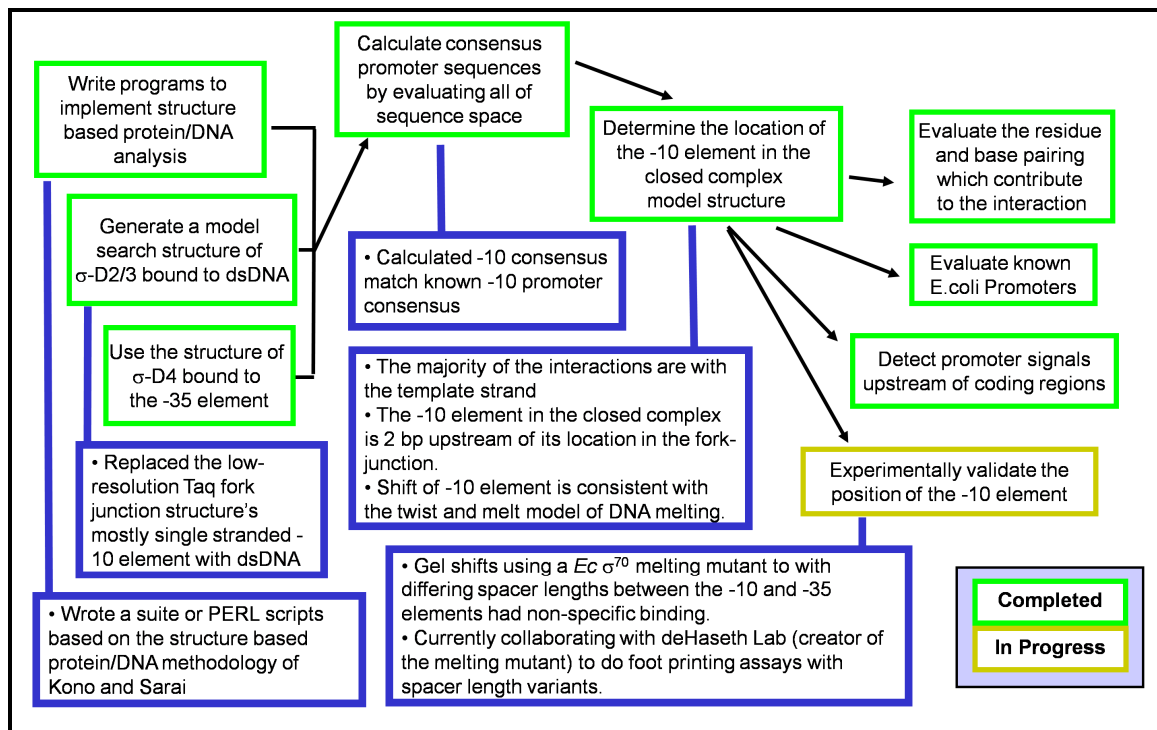 Write programs to
implement structure
based protein/DNA
analysis
Generate a model
search structure of
σ-D2/3 bound to dsDNA
Use the structure of
σ-D4 bound to
the -35 element
Calculate consensus
promoter sequences
by evaluating all of
sequence space
Determine the location of
the -10 element in the
closed complex
model structure
Evaluate the residue
and base pairing
which contribute
to the interaction
Evaluate known
E.coli Promoters
Detect promoter signals
upstream of coding regions
Experimentally validate the
position of the -10 element
• Calculated -10 consensus
match known -10 promoter
consensus
• The majority of the interactions are with
the template strand
• The -10 element in the closed complex
is 2 bp upstream of its location in the fork-
junction.
• Shift of -10 element is consistent with
the twist and melt model of DNA melting.
• Replaced the low-
resolution Taq fork
junction structure's
mostly single stranded -
10 element with dsDNA
• Wrote a suite or PERL scripts
based on the structure based
protein/DNA methodology of
Kono and Sarai
• Gel shifts using a Ec σ70 melting mutant to with
differing spacer lengths between the -10 and -35
elements had non-specific binding.
• Currently collaborating with deHaseth Lab (creator of
the melting mutant) to do foot printing assays with
spacer length variants.
Completed
In Progress